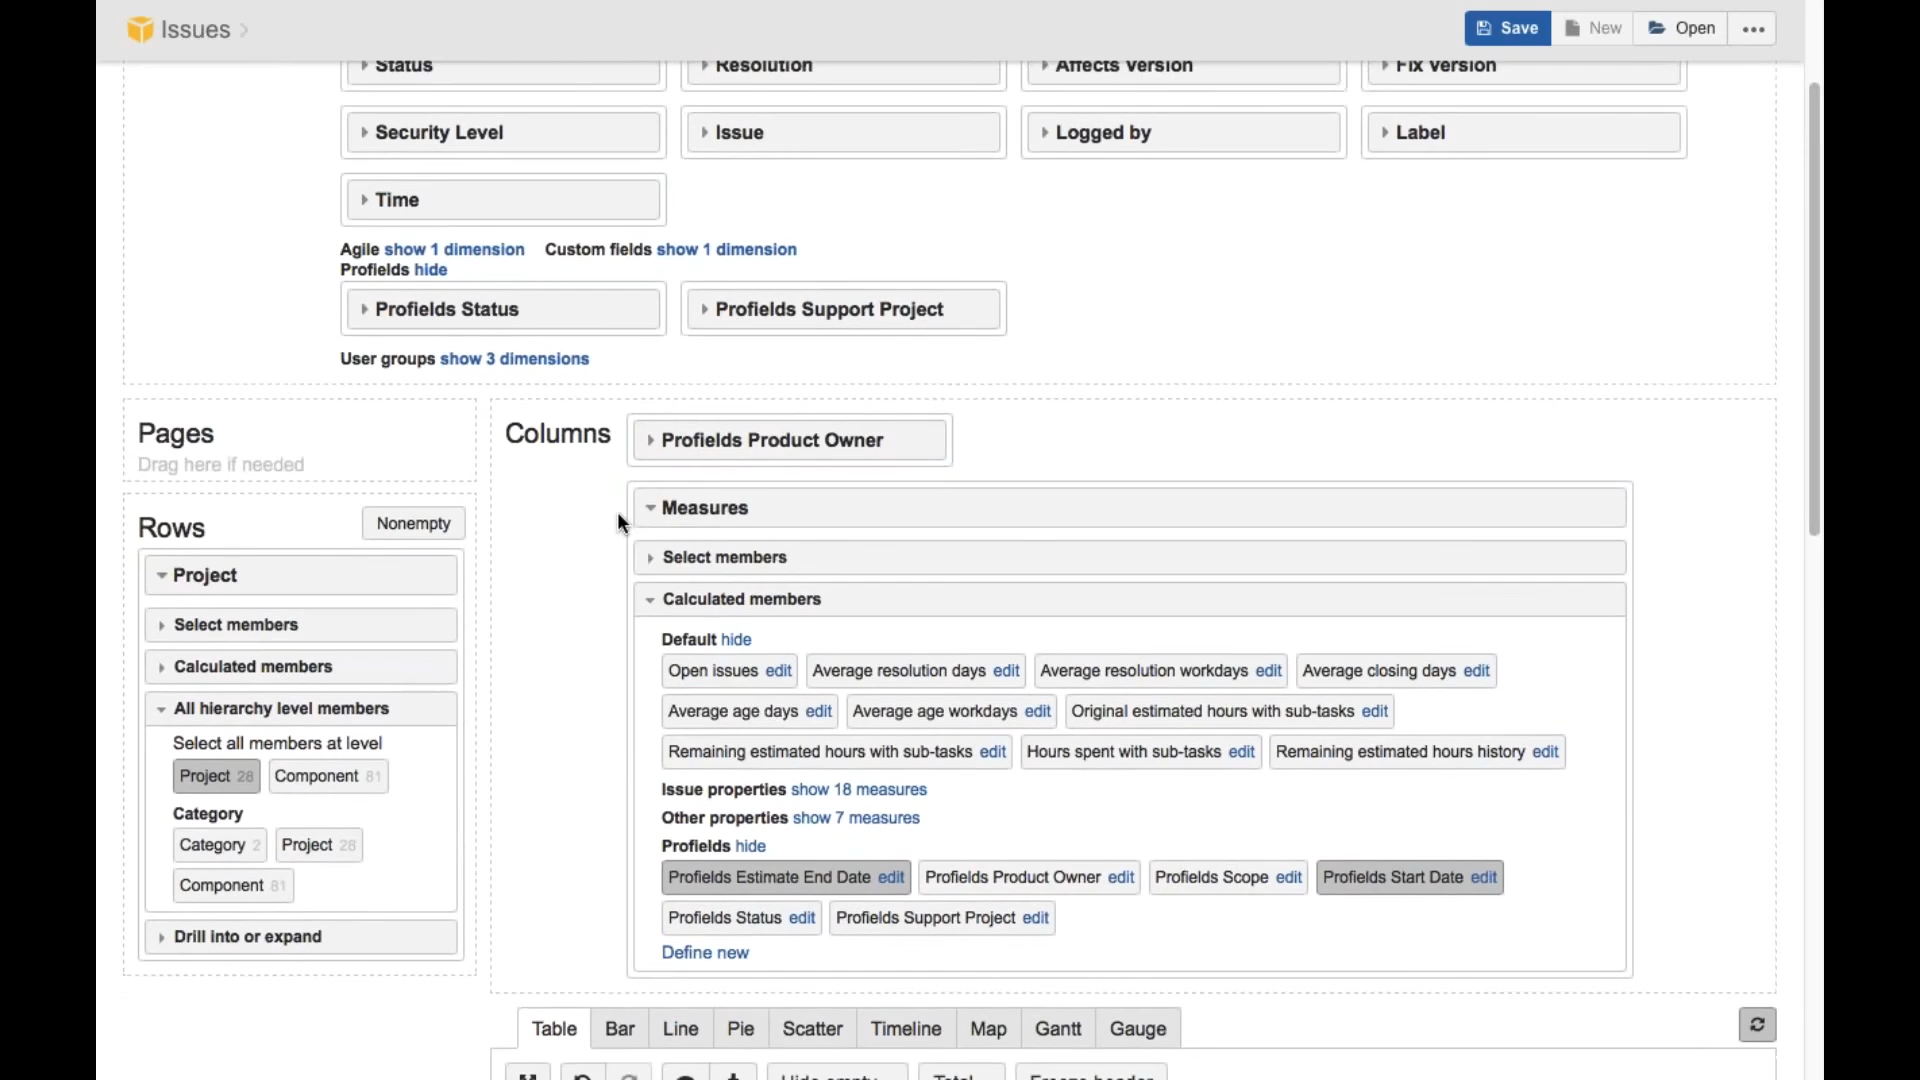 Issues
Save New Open
Status Resolution Affects Version Fix Version
Security Level Issue Logged by Label
Time
Agile show 1 dimension Custom fields show 1 dimension
Profields hide
Profields Status Profields Support Project
User groups show 3 dimensions
Pages
Drag here if needed
Rows Nonempty
Project
Select members
Calculated members
All hierarchy level members
Select all members at level
Project 28 Component 81
Category
Category 2 Project 28
Component 81
Drill into or expand
Columns Profields Product Owner
Measures
Select members
Calculated members
Default hide
Open issues edit Average resolution days edit Average resolution workdays edit Average closing days edit
Average age days edit Average age workdays edit Original estimated hours with sub-tasks edit
Remaining estimated hours with sub-tasks edit Hours spent with sub-tasks edit Remaining estimated hours history edit
Issue properties show 18 measures
Other properties show 7 measures
Profields hide
Profields Estimate End Date edit Profields Product Owner edit Profields Scope edit Profields Start Date edit
Profields Status edit Profields Support Project edit
Define new
Table Bar Line Pie Scatter Timeline Map Gantt Gauge
Hide empty Total Freeze header